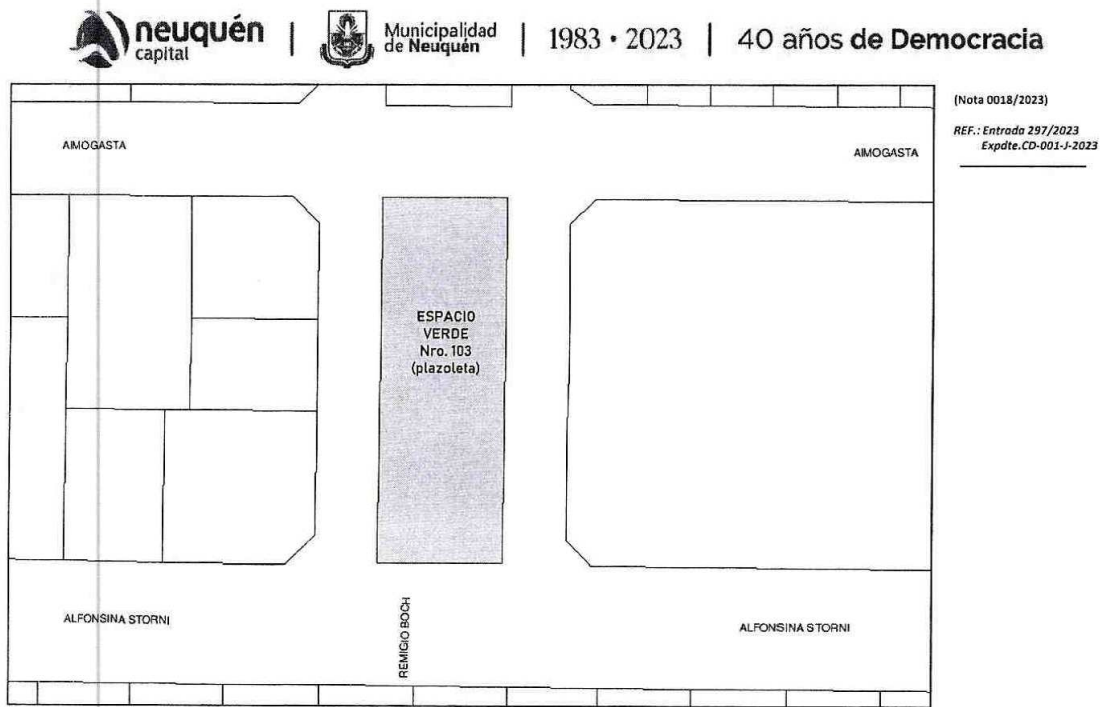 neuquén
capital
Municipalidad
de Neuquén
1983 • 2023
40 años de Democracia
(Nota 0018/2023)
REF.: Entrada 297/2023
Expdte.CD-001-J-2023
AIMOGASTA
AIMOGASTA
ESPACIO
VERDE
Nro. 103
(plazoleta)
ALFONSINA STORNI
REMIGIO BOCH
ALFONSINA STORNI